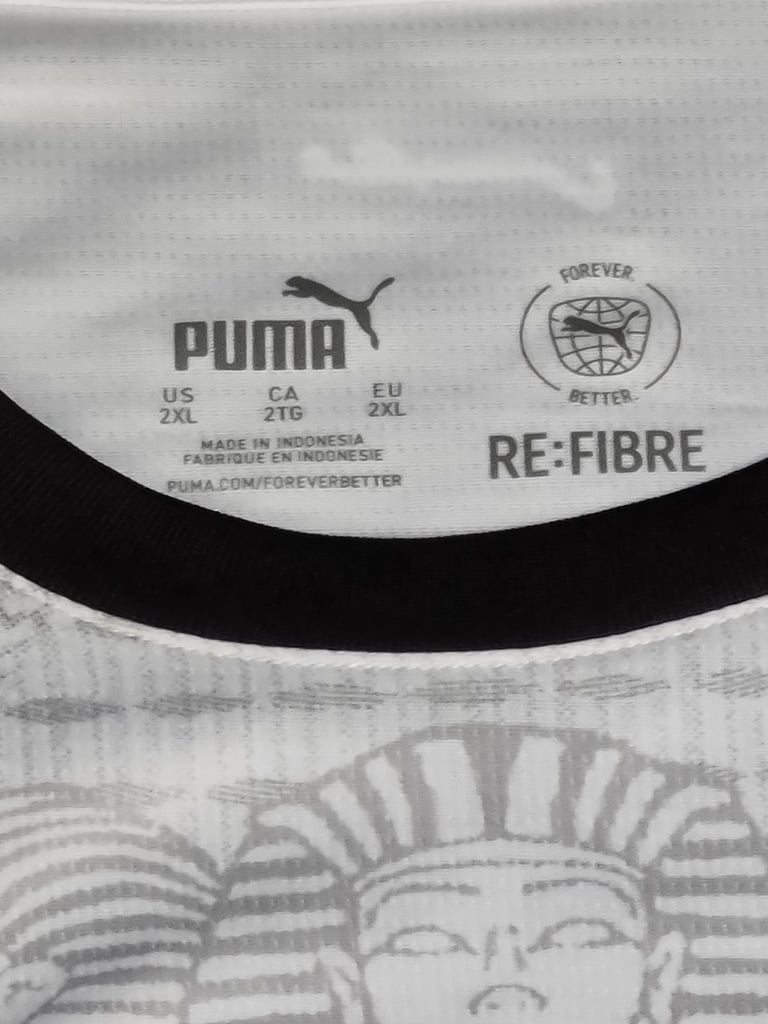 PUMA
US CA EU
2XL 2TG 2XL
MADE IN INDONESIA
FABRIQUE EN INDONESIE
PUMA.COM/FOREVERBETTER
FOREVER.
BETTER.
RE:FIBRE